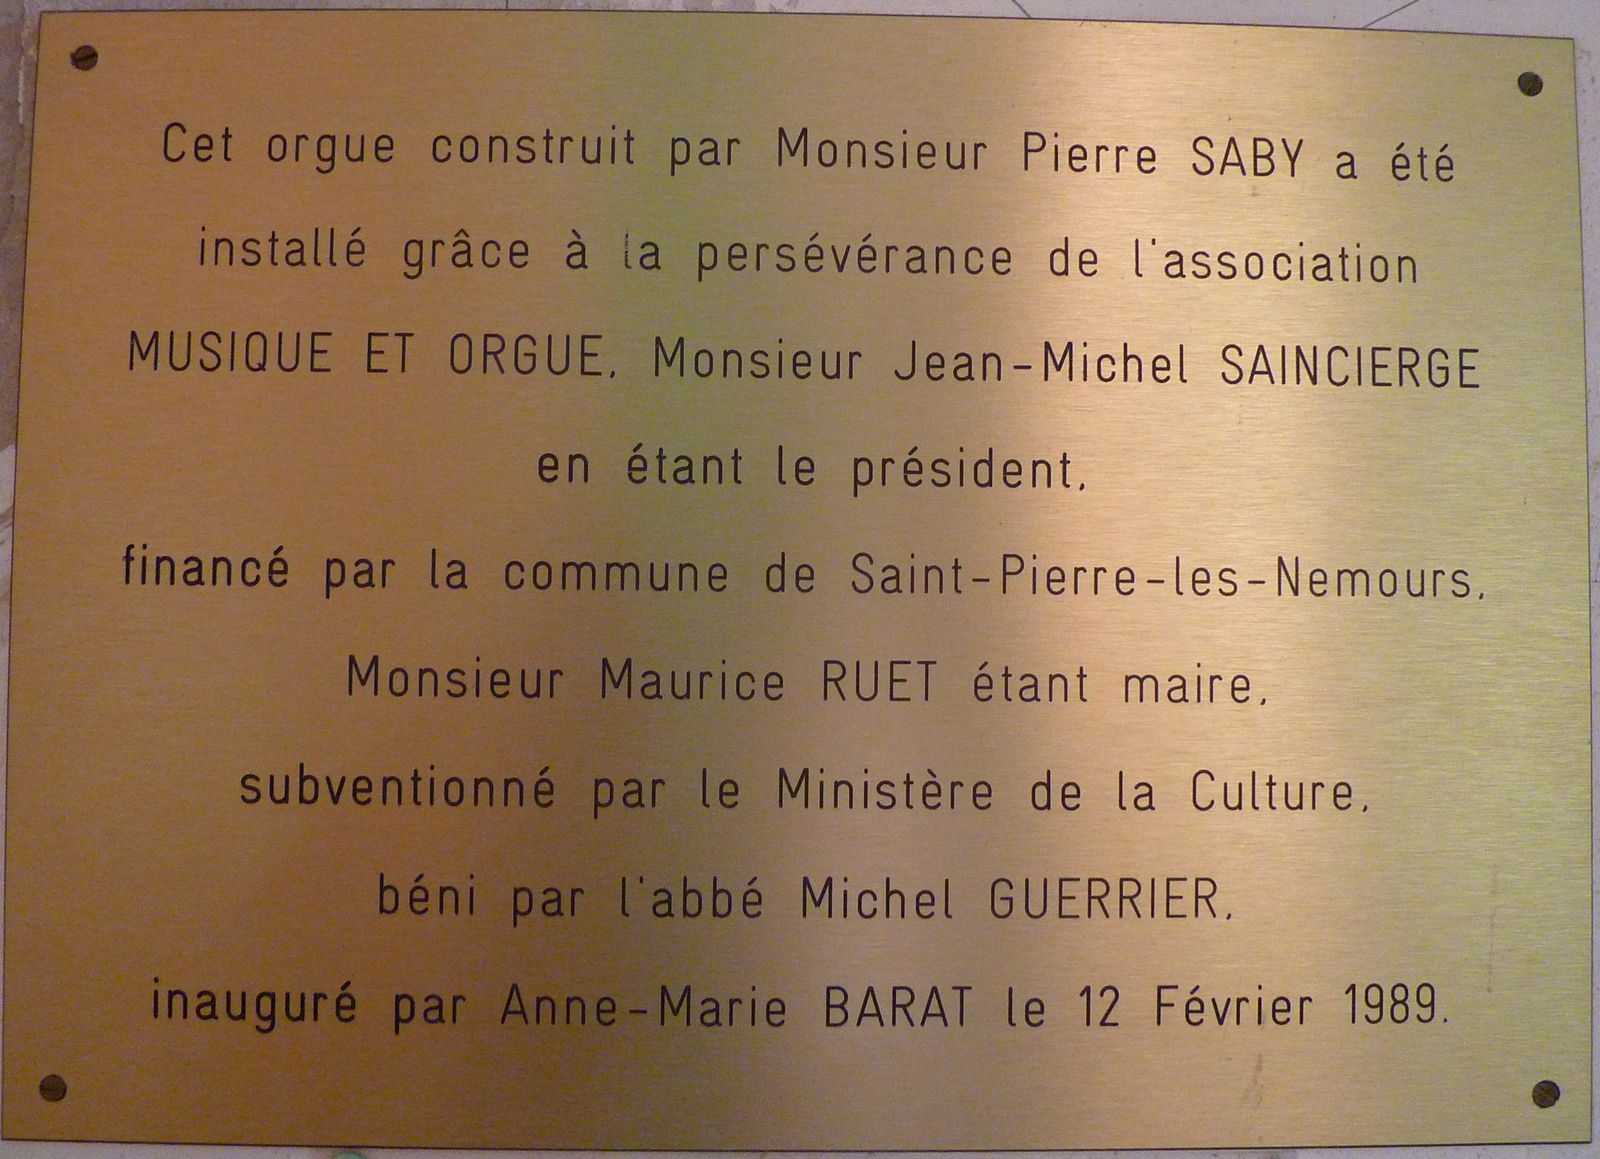 Cet orgue construit par Monsieur Pierre SABY a été
installé grâce à la persévérance de l'association
MUSIQUE ET ORGUE, Monsieur Jean-Michel SAINCIERGE
en étant le président,
financé par la commune de Saint-Pierre-les-Nemours,
Monsieur Maurice RUET étant maire,
subventionné par le Ministère de la Culture,
béni par l'abbé Michel GUERRIER,
inauguré par Anne-Marie BARAT le 12 Février 1989.